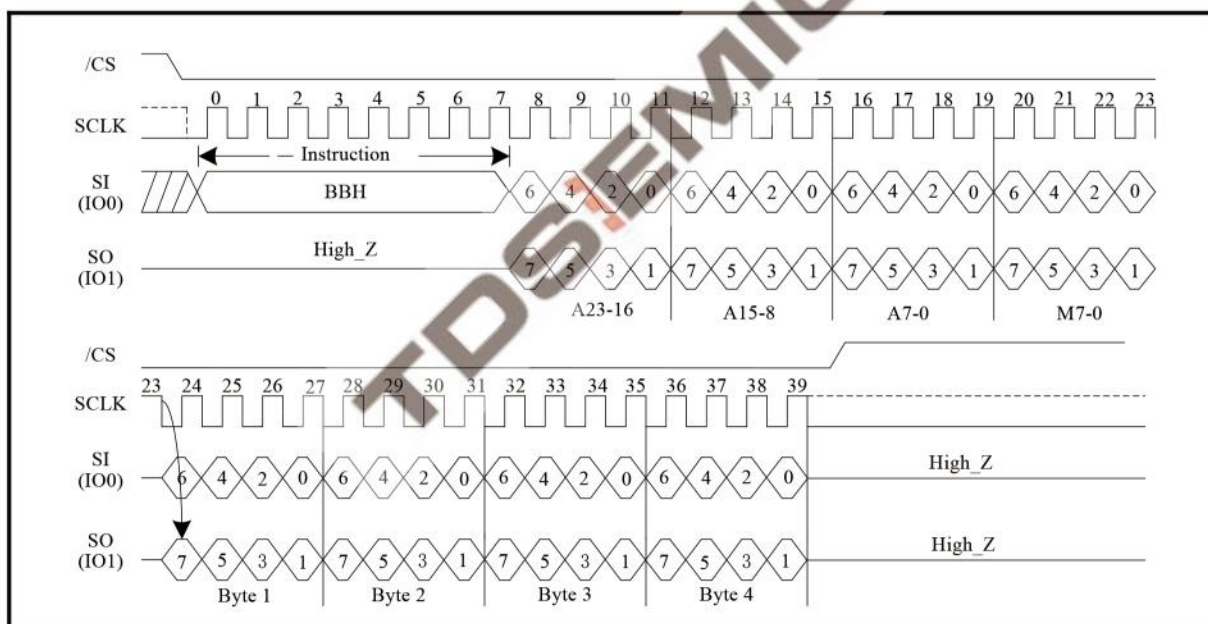 /CS
0 1 2 3 4 5 6 7 8 9 10 11 12 13 14 15 16 17 18 19 20 21 22 23
SCLK
Instruction
SI
(IO0)
BBH
6 4 2 0 6 4 2 0 6 4 2 0 6 4 2 0
SO
(IO1)
High_Z
7 5 3 1 7 5 3 1 7 5 3 1 7 5 3 1
A23-16 A15-8 A7-0 M7-0
/CS
23 24 25 26 27 28 29 30 31 32 33 34 35 36 37 38 39
SCLK
SI
(IO0)
6 4 2 0 6 4 2 0 6 4 2 0 6 4 2 0
High_Z
SO
(IO1)
7 5 3 1 7 5 3 1 7 5 3 1 7 5 3 1
High_Z
Byte 1 Byte 2 Byte 3 Byte 4